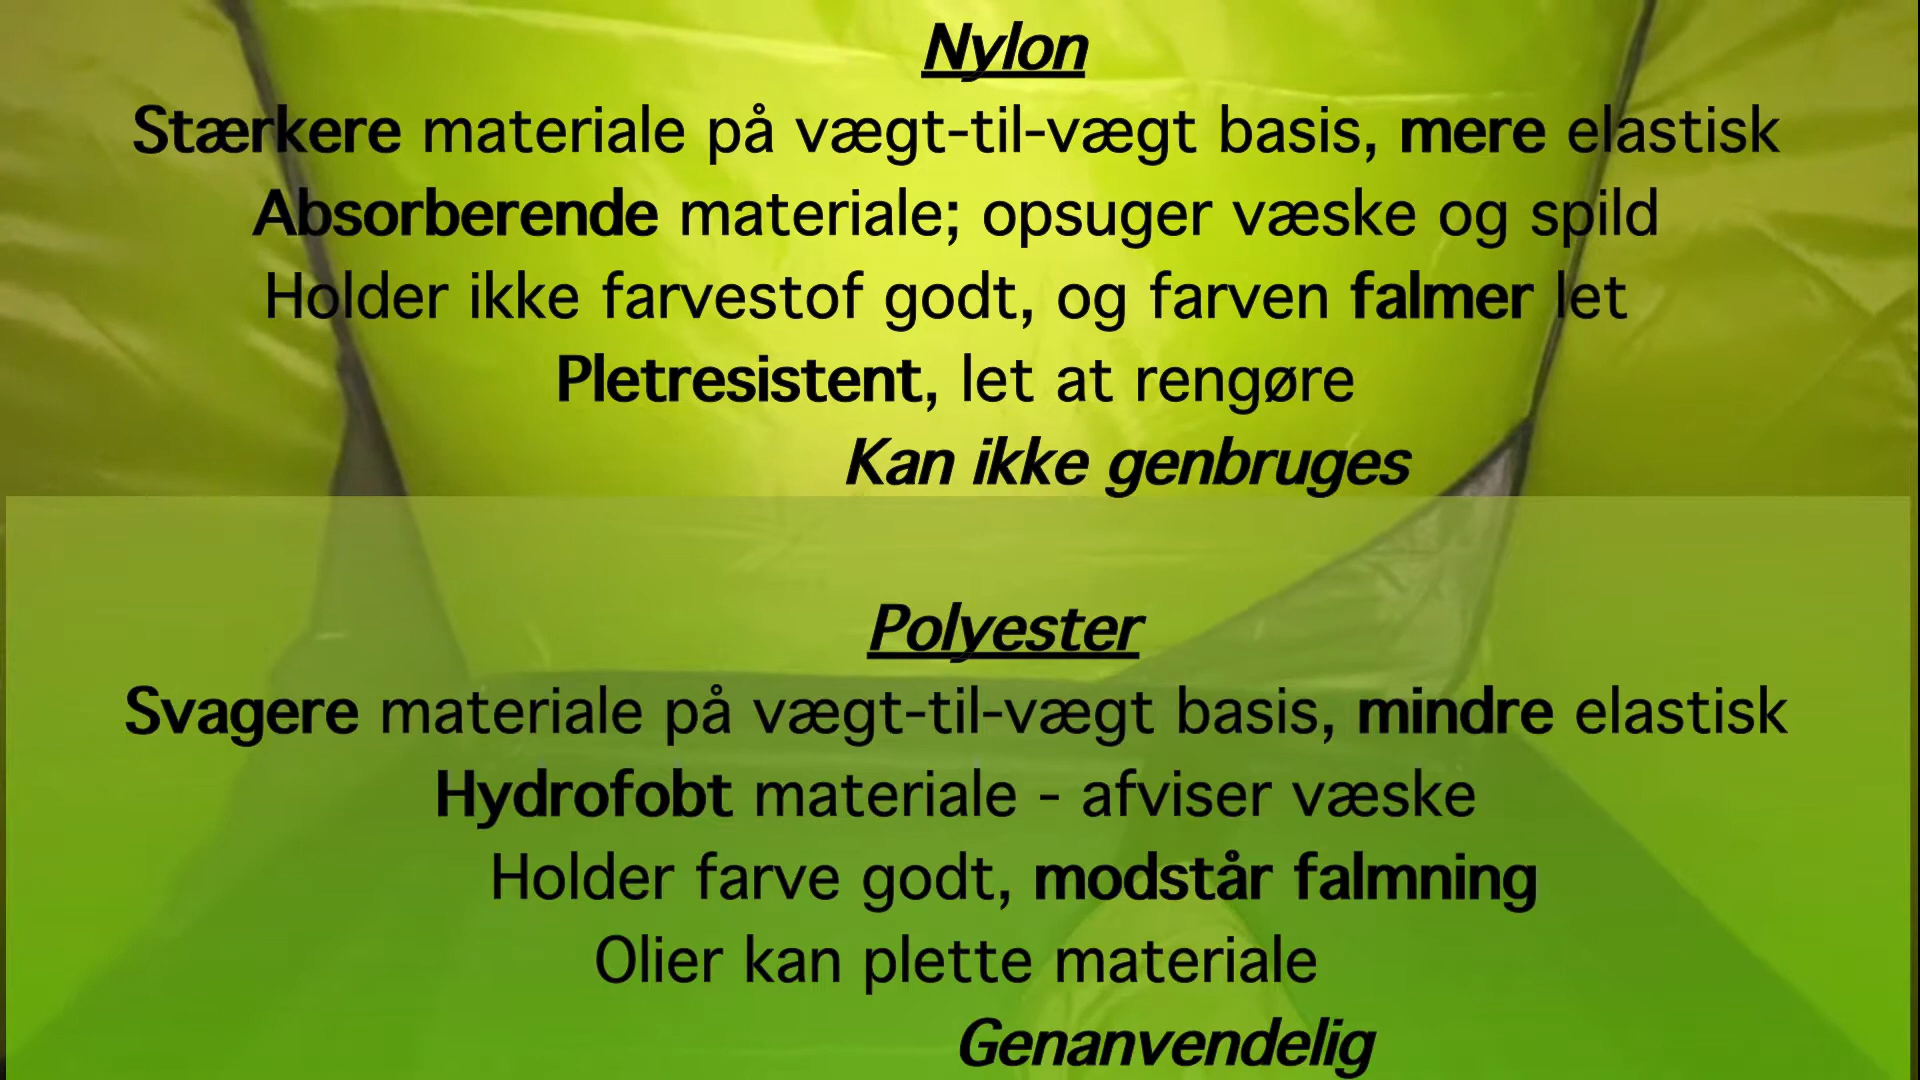 Nylon
Stærkere materiale på vægt-til-vægt basis, mere elastisk
Absorberende materiale; opsuger væske og spild
Holder ikke farvestof godt, og farven falmer let
Pletresistent, let at rengøre
Kan ikke genbruges
Polyester
Svagere materiale på vægt-til-vægt basis, mindre elastisk
Hydrofobt materiale - afviser væske
Holder farve godt, modstår falmning
Olier kan plette materiale
Genanvendelig